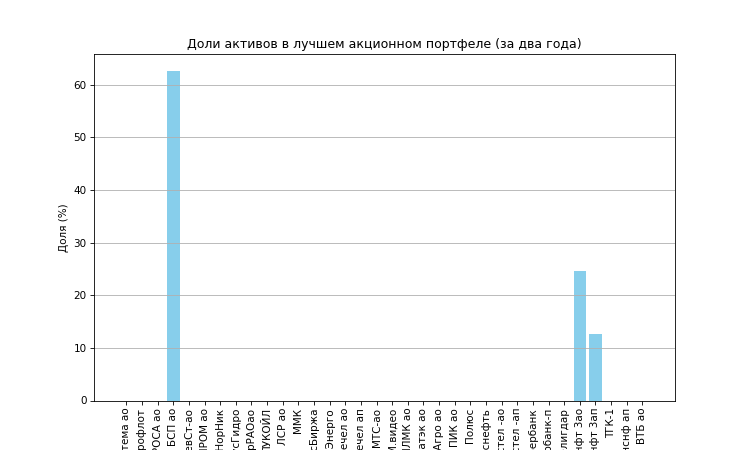 Доли активов в лучшем акционном портфеле (за два года)
Доля (%)
60
50
40
30
20
10
0
тема ао
рофлот
РОСА ао
БСП ао
евСт-ао
ПРОМ ао
НорНик
сГидро
рРАОао
ЛУКОЙЛ
ЛСР ао
ММК
сБиржа
Энерго
ечел ао
ечел ап
МТС-ао
М.видео
ЛМК ао
атэк ао
Агро ао
ПИК ао
Полюс
снефть
стел -ао
стел -ап
ербанк
рбанк-п
лигдар
нфт 3ао
нфт 3ап
ТГК-1
нснф ап
ВТБ ао